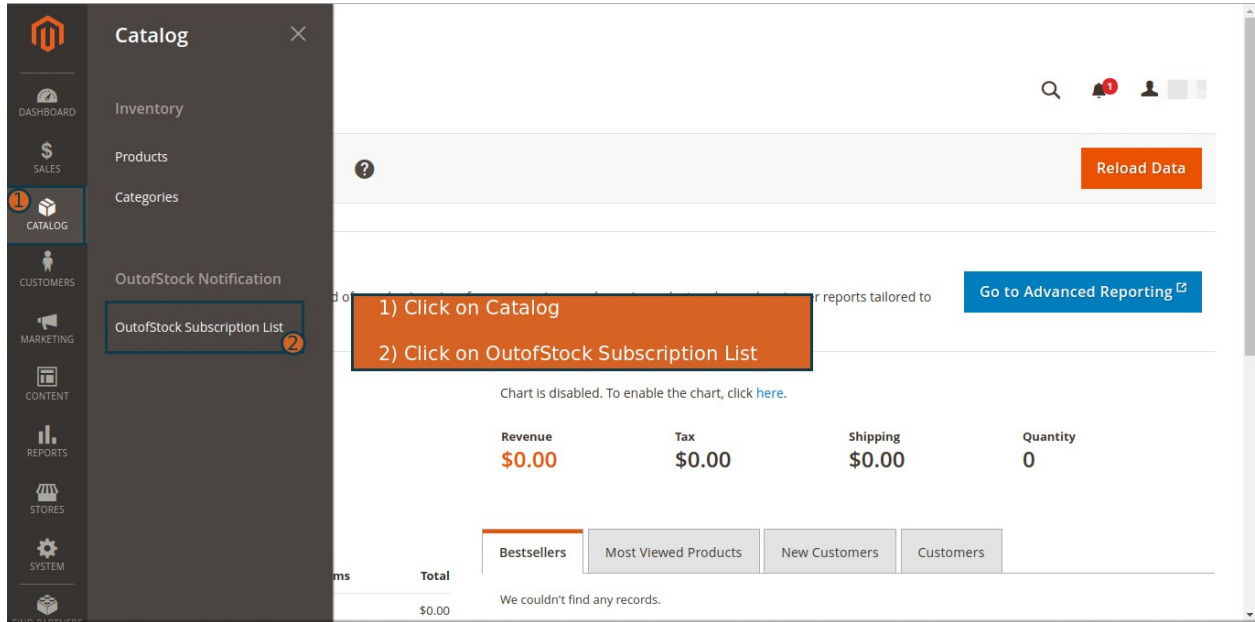 Catalog
DASHBOARD
SALES
1
CATALOG
CUSTOMERS
MARKETING
CONTENT
REPORTS
STORES
SYSTEM
Inventory
Products
Categories
OutofStock Notification
OutofStock Subscription List
2
1
?
Reload Data
d of
er reports tailored to
Go to Advanced Reporting
1) Click on Catalog
2) Click on OutofStock Subscription List
Chart is disabled. To enable the chart, click here.
Revenue Tax Shipping Quantity
$0.00 $0.00 $0.00 0
Bestsellers Most Viewed Products New Customers Customers
ms Total
$0.00
We couldn't find any records.